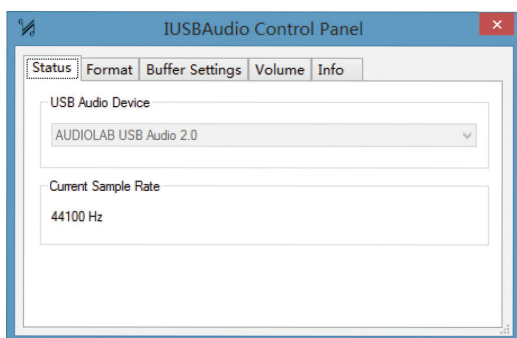 IUSBAudio Control Panel
Status Format Buffer Settings Volume Info
USB Audio Device
AUDIOLAB USB Audio 2.0
Current Sample Rate
44100 Hz